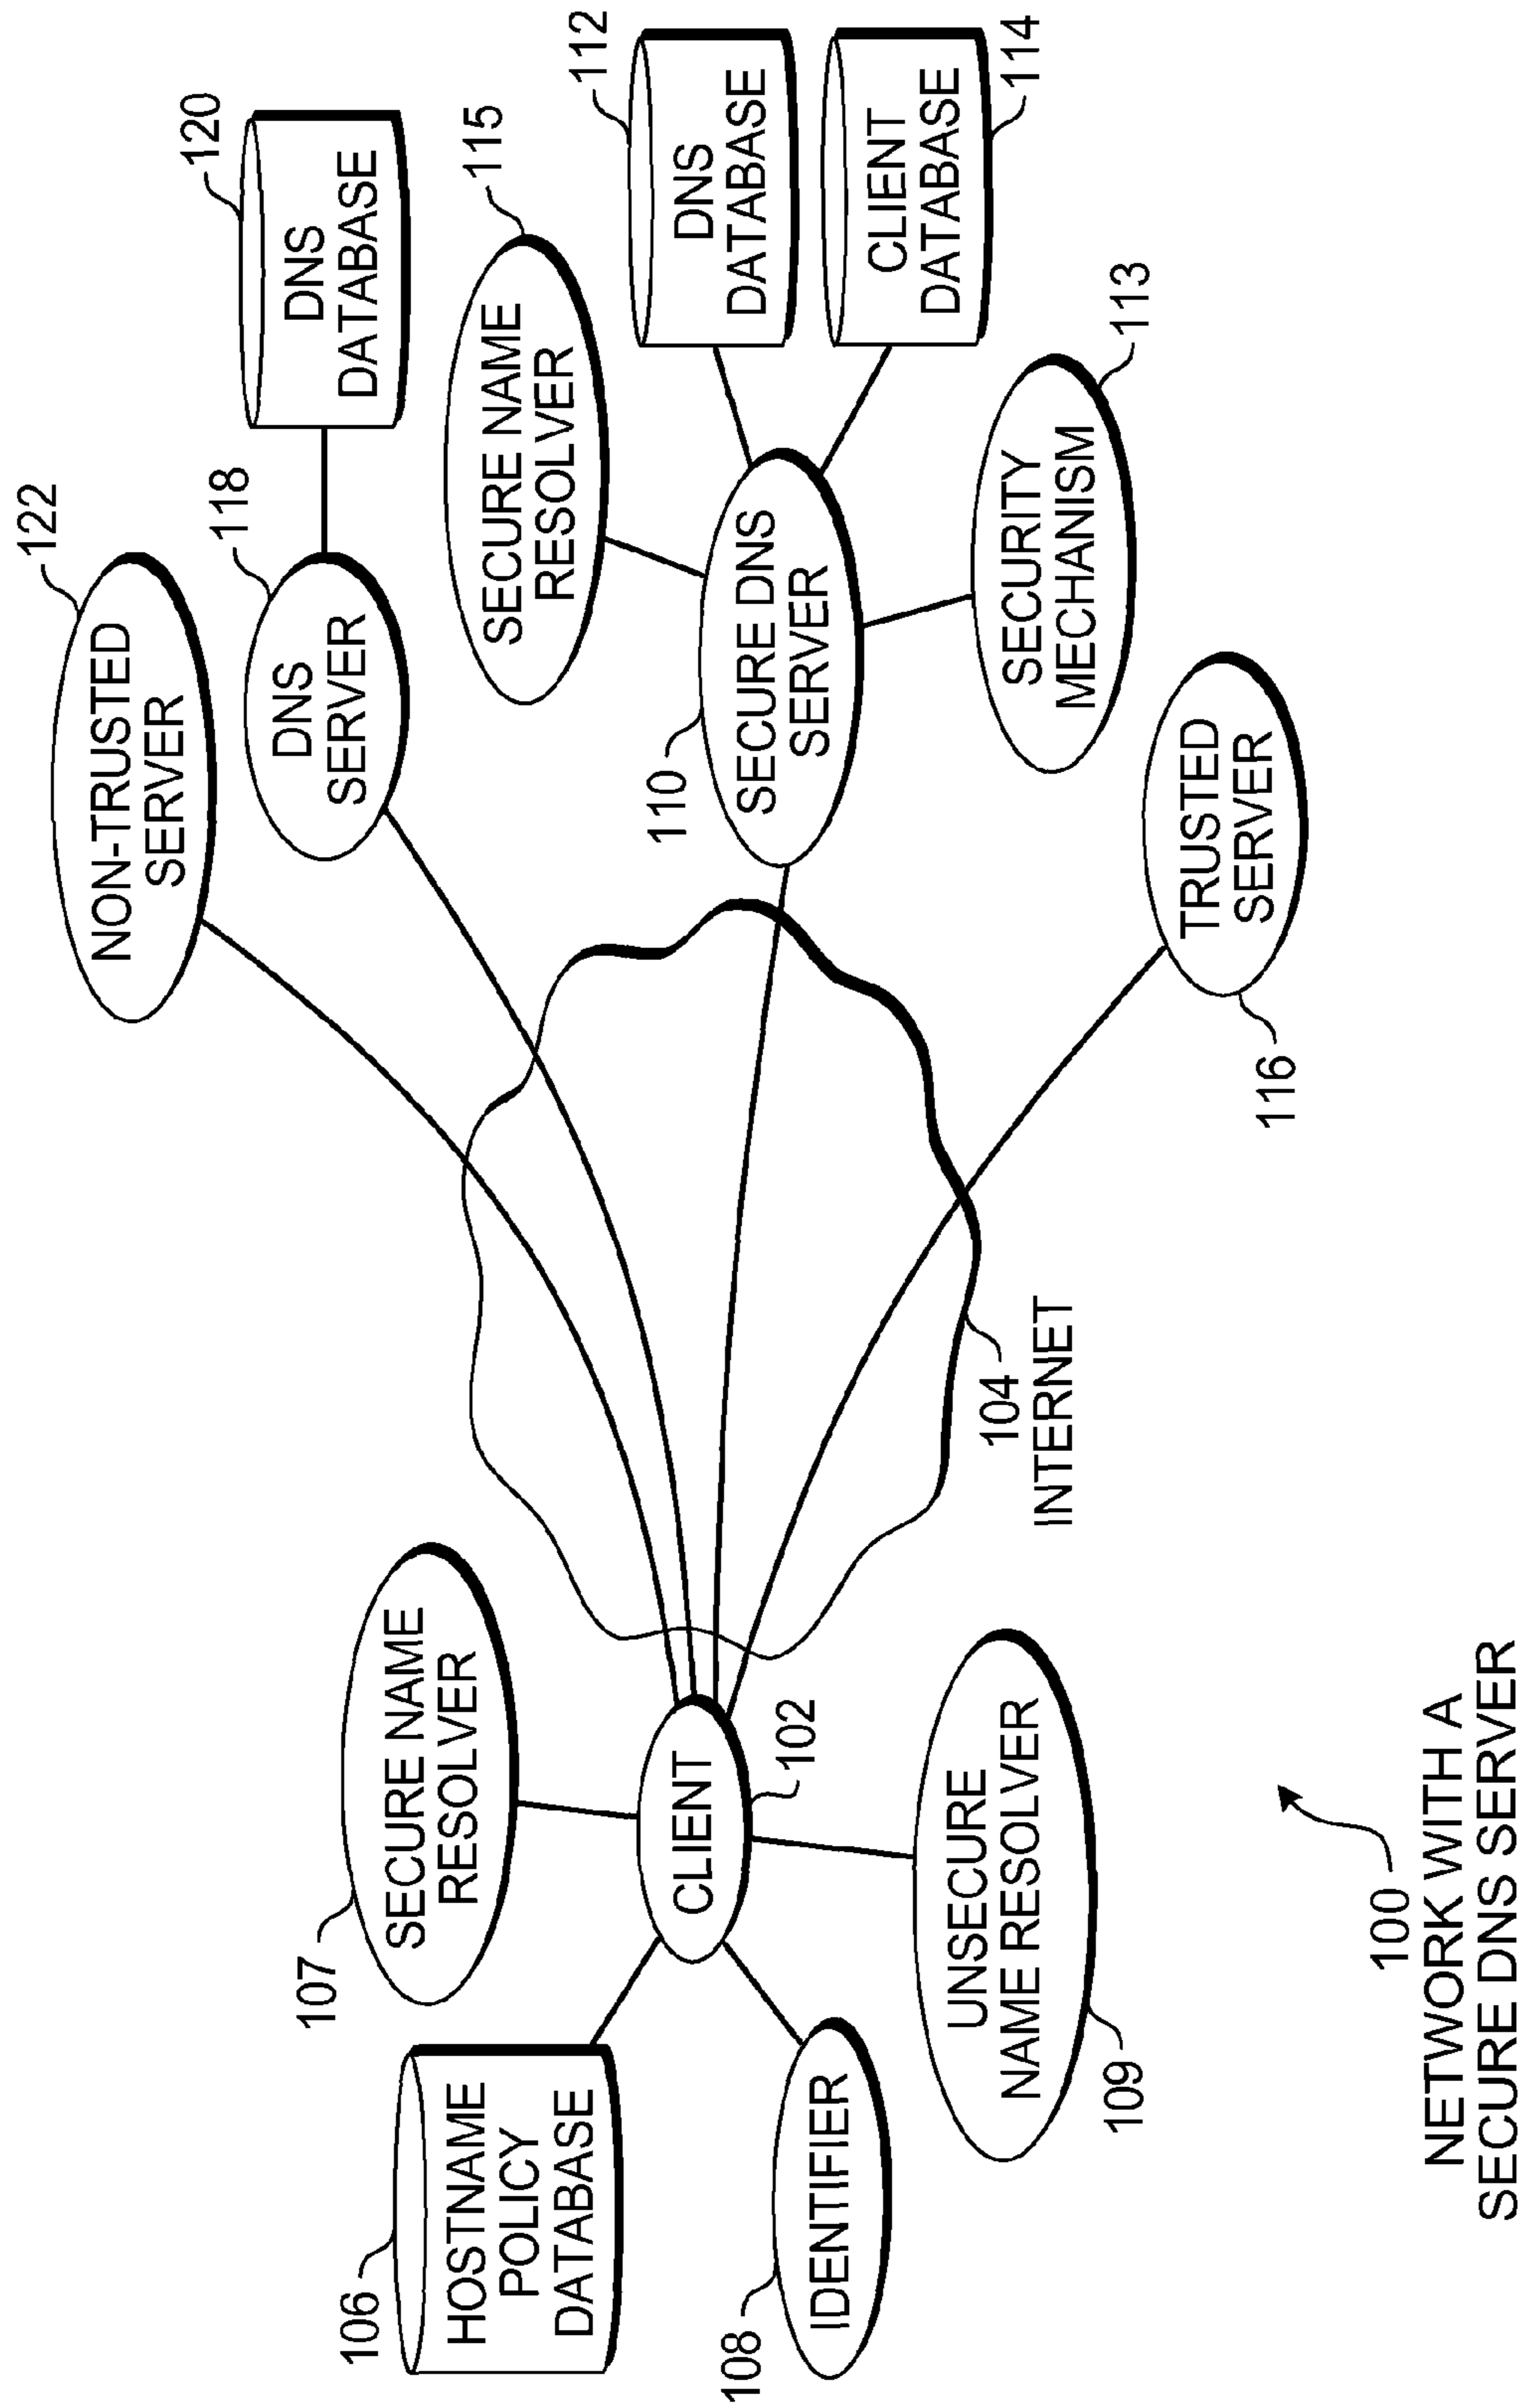 106
HOSTNAME
POLICY
DATABASE
107
SECURE NAME
RESOLVER
108
IDENTIFIER
CLIENT
102
UNSECURE
NAME RESOLVER
109
104
INTERNET
122
NON-TRUSTED
SERVER
118
DNS
SERVER
120
DNS
DATABASE
115
SECURE NAME
RESOLVER
110
SECURE DNS
SERVER
112
DNS
DATABASE
CLIENT
DATABASE
114
SECURITY
MECHANISM
113
TRUSTED
SERVER
116
100
NETWORK WITH A
SECURE DNS SERVER